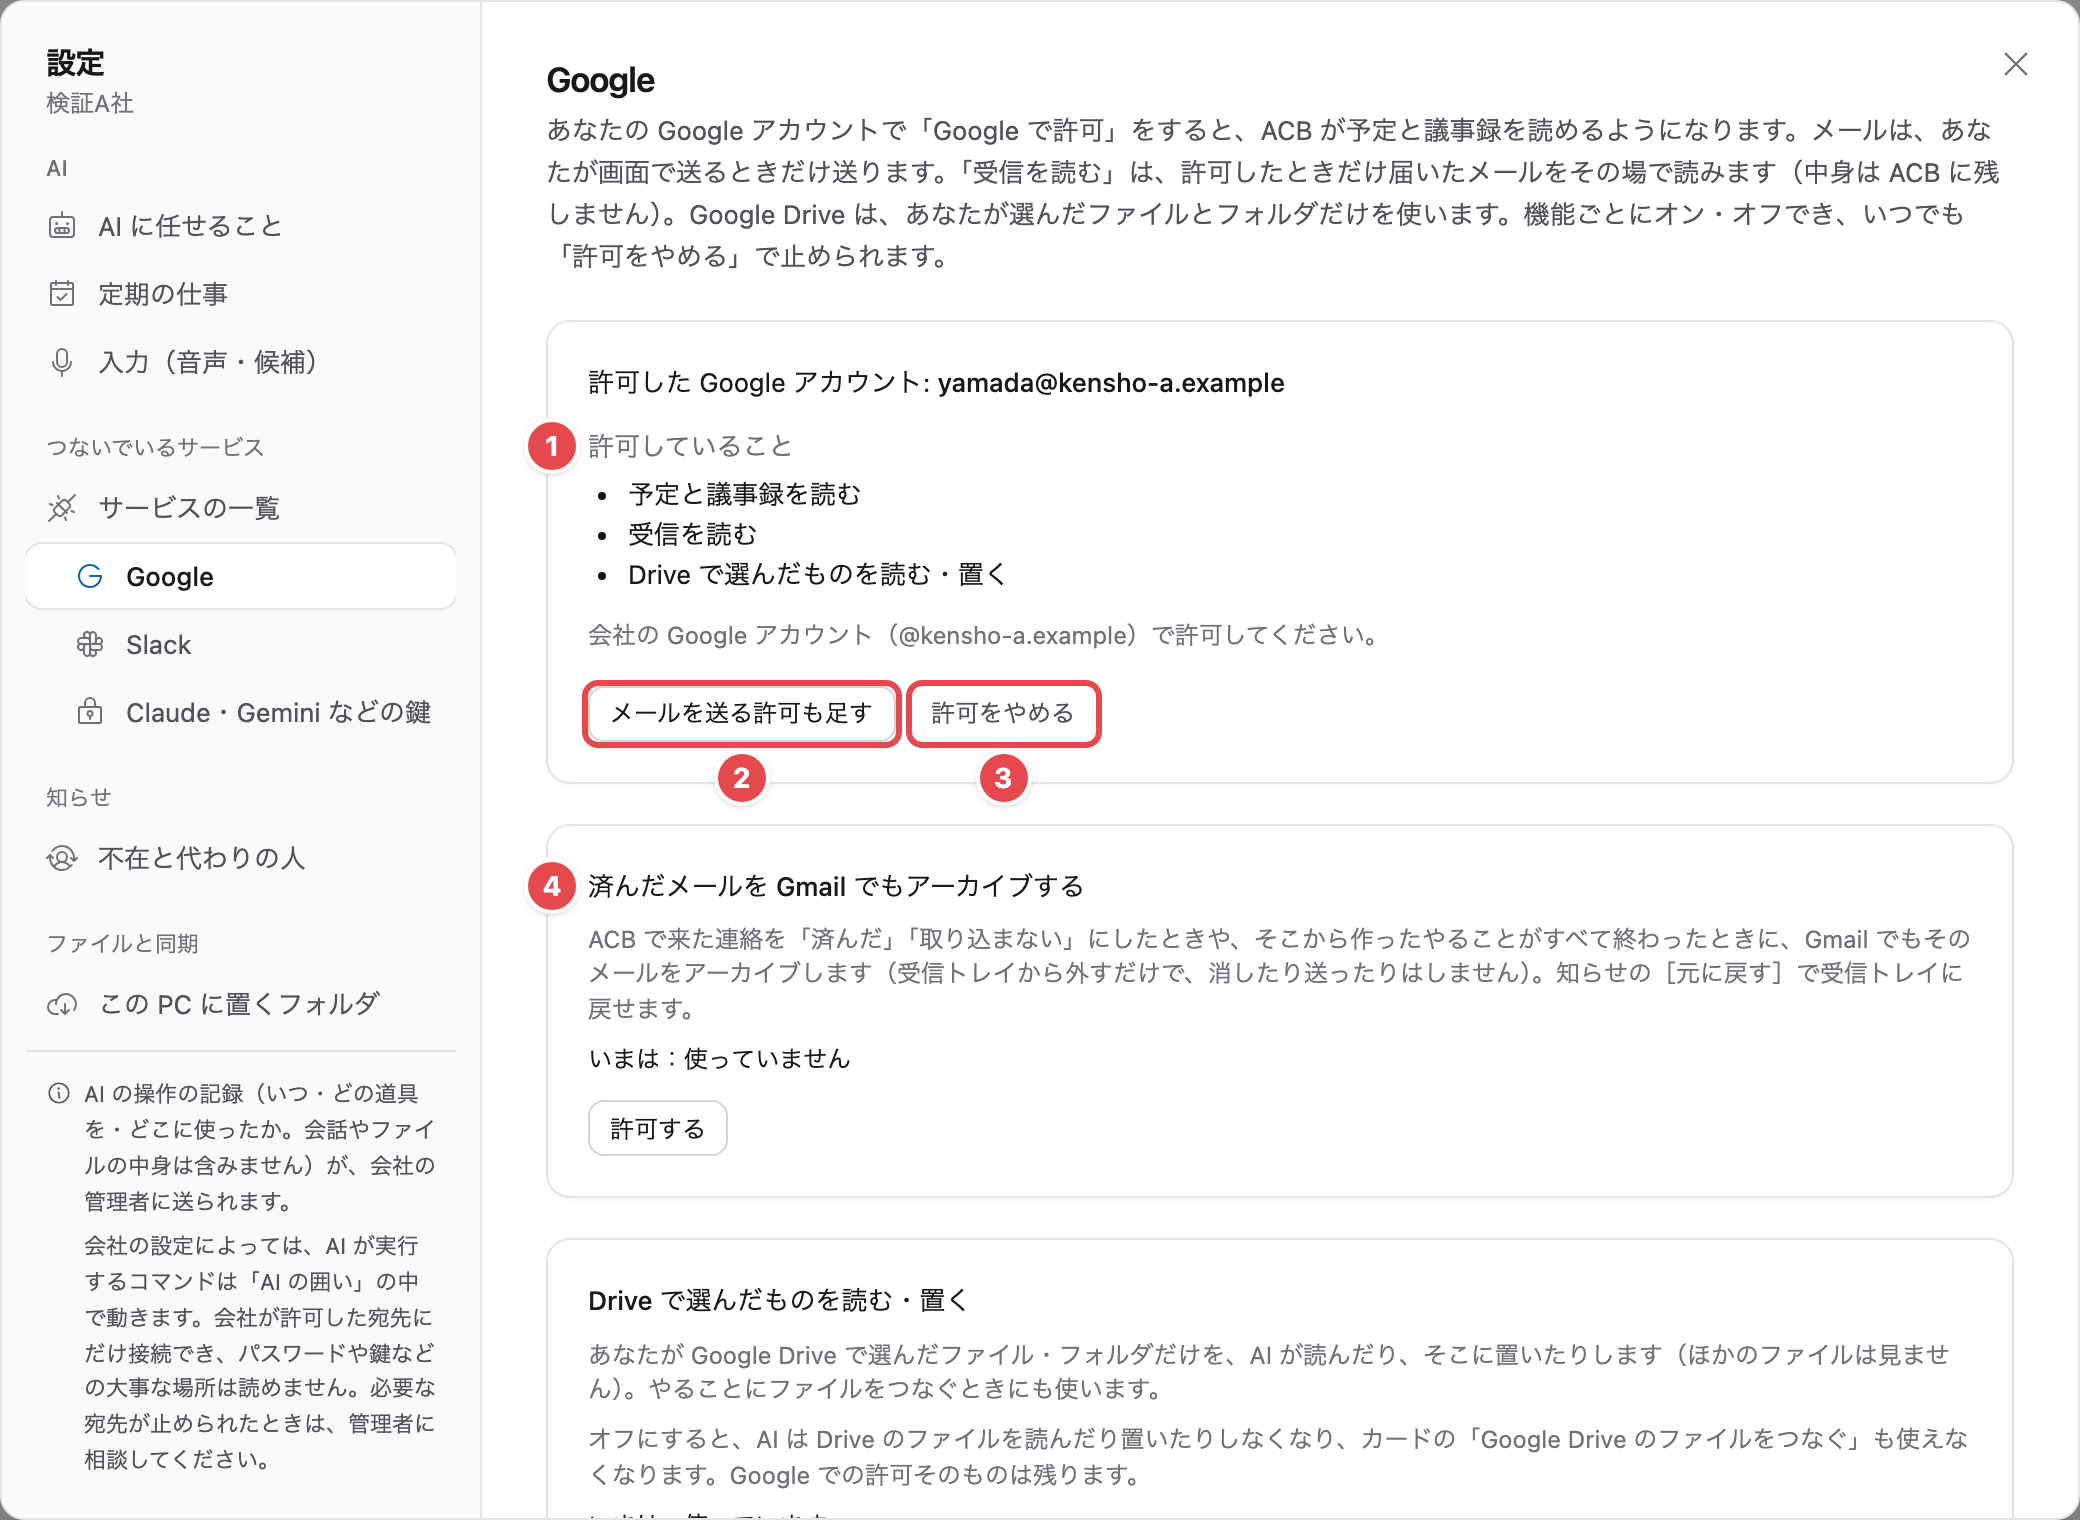 設定
検証A社
AI
AI に任せること
定期の仕事
入力（音声・候補）
つないでいるサービス
サービスの一覧
Google
Slack
Claude・Gemini などの鍵
知らせ
不在と代わりの人
ファイルと同期
この PC に置くフォルダ
AI の操作の記録（いつ・どの道具
を・どこに使ったか。会話やファイ
ルの中身は含みません）が、会社の
管理者に送られます。
会社の設定によっては、AI が実行
するコマンドは「AI の囲い」の中
で動きます。会社が許可した宛先に
だけ接続でき、パスワードや鍵など
の大事な場所は読めません。必要な
宛先が止められたときは、管理者に
相談してください。
Google
あなたの Google アカウントで「Google で許可」をすると、ACB が予定と議事録を読めるようになります。メールは、あな
たが画面で送るときだけ送ります。「受信を読む」は、許可したときだけ届いたメールをその場で読みます（中身は ACB に残
しません）。Google Drive は、あなたが選んだファイルとフォルダだけを使います。機能ごとにオン・オフでき、いつでも
「許可をやめる」で止められます。
許可した Google アカウント: yamada@kensho-a.example
1 許可していること
• 予定と議事録を読む
• 受信を読む
• Drive で選んだものを読む・置く
会社の Google アカウント（@kensho-a.example）で許可してください。
メールを送る許可も足す 許可をやめる
2 3
4 済んだメールを Gmail でもアーカイブする
ACB で来た連絡を「済んだ」「取り込まない」にしたときや、そこから作ったやることがすべて終わったときに、Gmail でもその
メールをアーカイブします（受信トレイから外すだけで、消したり送ったりはしません）。知らせの［元に戻す］で受信トレイに
戻せます。
いまは：使っていません
許可する
Drive で選んだものを読む・置く
あなたが Google Drive で選んだファイル・フォルダだけを、AI が読んだり、そこに置いたりします（ほかのファイルは見ませ
ん）。やることにファイルをつなぐときにも使います。
オフにすると、AI は Drive のファイルを読んだり置いたりしなくなり、カードの「Google Drive のファイルをつなぐ」も使えな
くなります。Google での許可そのものは残ります。